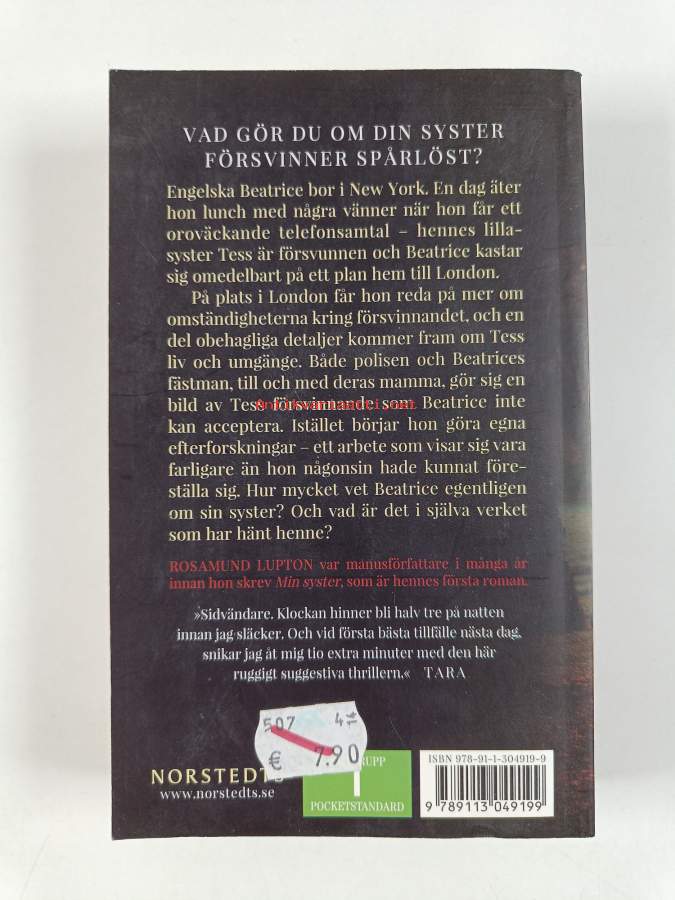 VAD GÖR DU OM DIN SYSTER
FÖRSVINNER SPÅRLÖST?
Engelska Beatrice bor i New York. En dag äter
hon lunch med några vänner när hon får ett
oroväckande telefonsamtal – hennes lilla-
syster Tess är försvunnen och Beatrice kastar
sig omedelbart på ett plan hem till London.
På plats i London får hon reda på mer om
omständigheterna kring försvinnandet, och en
del obehagliga detaljer kommer fram om Tess
liv och umgänge. Både polisen och Beatrices
fästman, till och med deras mamma, gör sig en
bild av Tess försvinnande som Beatrice inte
kan acceptera. Istället börjar hon göra egna
efterforskningar – ett arbete som visar sig vara
farligare än hon någonsin hade kunnat före-
ställa sig. Hur mycket vet Beatrice egentligen
om sin syster? Och vad är det i själva verket
som har hänt henne?
ROSAMUND LUPTON var manusförfattare i många år
innan hon skrev Min syster, som är hennes första roman.
»Sidvändare. Klockan hinner bli halv tre på natten
innan jag släcker. Och vid första bästa tillfälle nästa dag,
snikar jag åt mig tio extra minuter med den här
ruggigt suggestiva thrillern.« TARA
507 4 14
€ 7.90
NORSTEDTS
www.norstedts.se
RUPP
1
POCKETSTANDARD
ISBN 978-91-1-304919-9
9 789113 049199